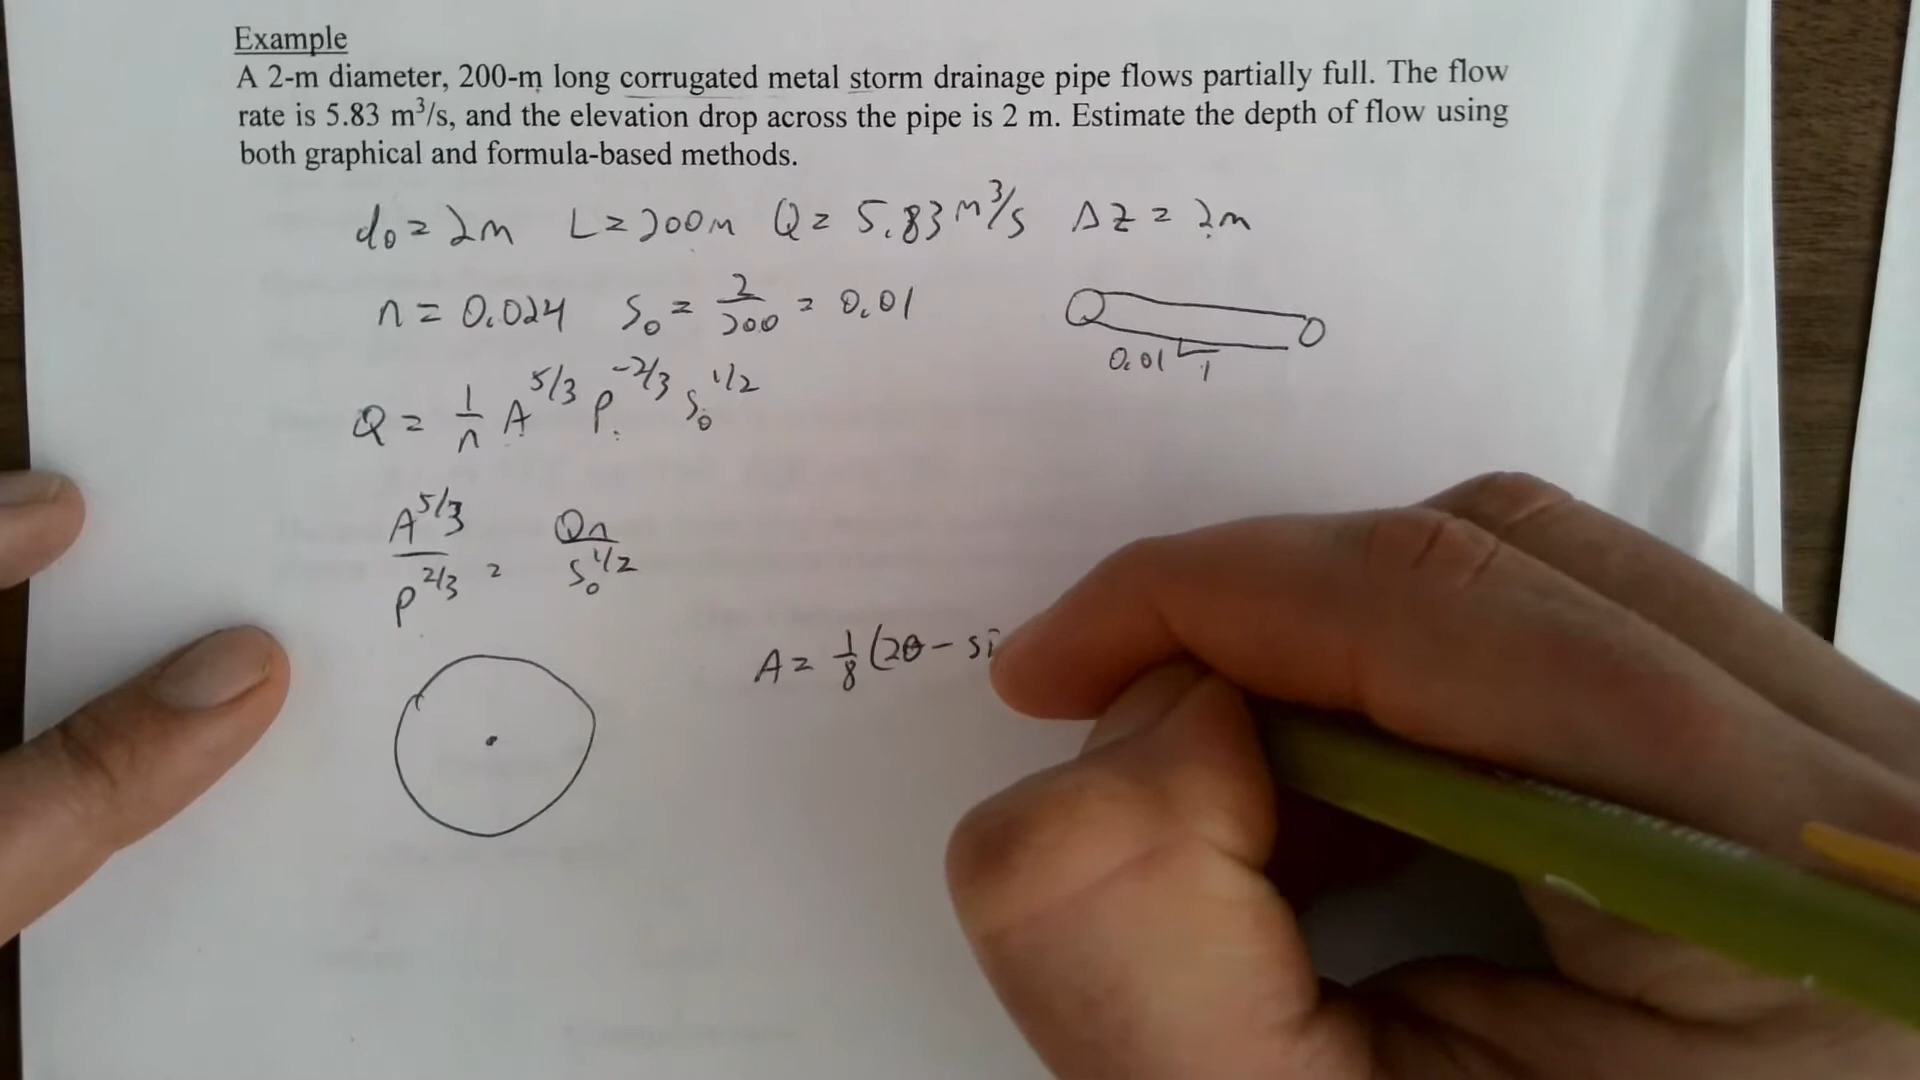 Example
A 2-m diameter, 200-m long corrugated metal storm drainage pipe flows partially full. The flow
rate is 5.83 m³/s, and the elevation drop across the pipe is 2 m. Estimate the depth of flow using
both graphical and formula-based methods.
d₀ = 2m L = 200m Q = 5.83 m³/s ΔZ = 2m
n = 0.024 S₀ = 2/200 = 0.01
0.01 1
Q = 1/n A^5/3 P^-2/3 S₀^1/2
A^5/3 / P^2/3 = Qn / S₀^1/2
A = 1/8 (2θ - si